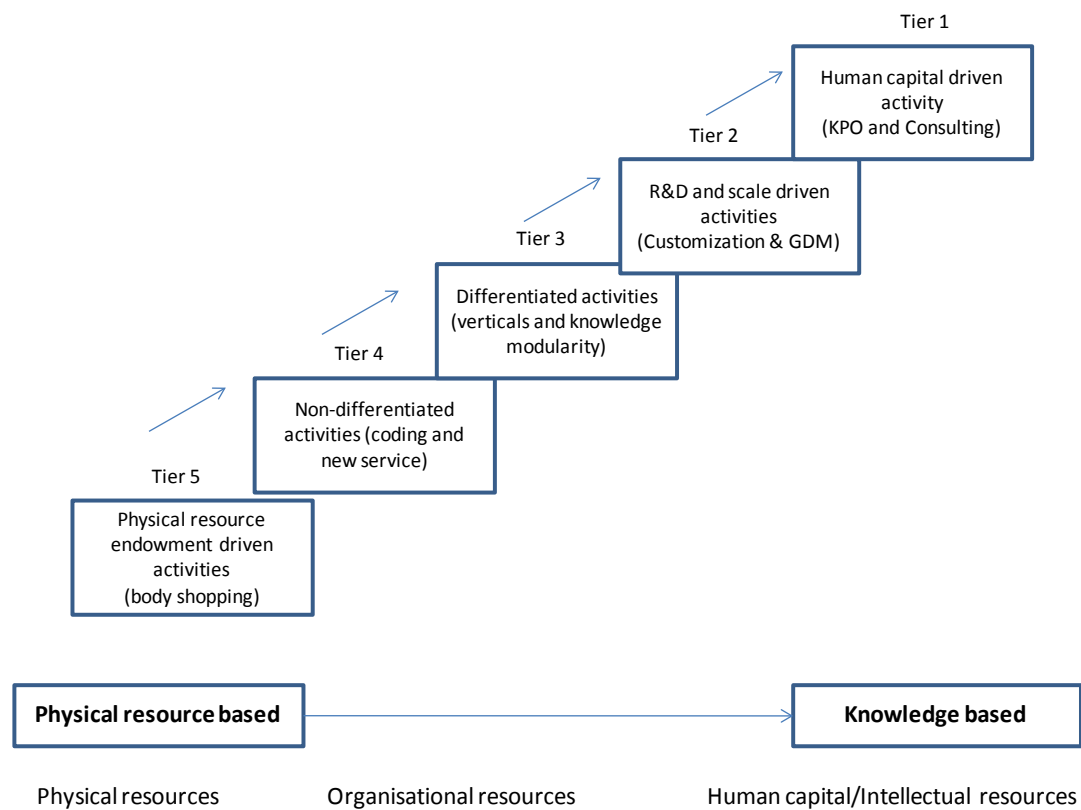 Tier 1
Human capital driven
activity
(KPO and Consulting)
Tier 2
R&D and scale driven
activities
(Customization & GDM)
Tier 3
Differentiated activities
(verticals and knowledge
modularity)
Tier 4
Non-differentiated
activities (coding and
new service)
Tier 5
Physical resource
endowment driven
activities
(body shopping)
Physical resource based
Knowledge based
Physical resources
Organisational resources
Human capital/Intellectual resources